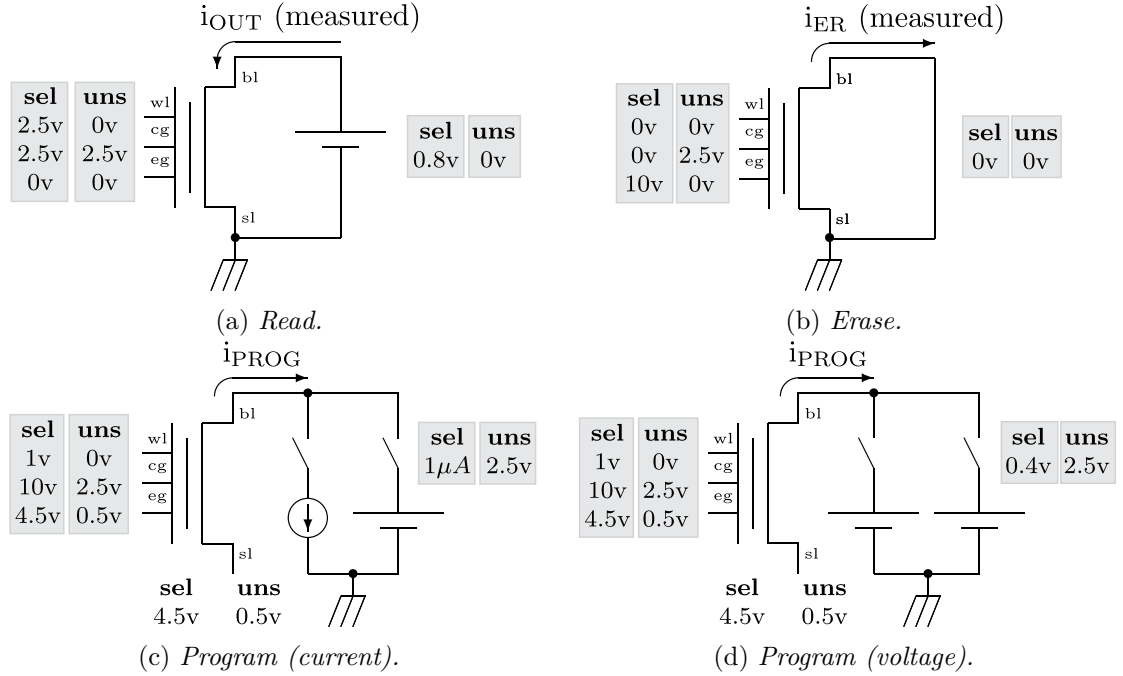 iOUT (measured)
bl
sel uns
wl
2.5v 0v
cg
2.5v 2.5v
eg
0v 0v
sel uns
0.8v 0v
sl
(a) Read.
iER (measured)
bl
sel uns
wl
0v 0v
cg
0v 2.5v
eg
10v 0v
sel uns
0v 0v
sl
(b) Erase.
iPROG
bl
sel uns
wl
1v 0v
cg
10v 2.5v
eg
4.5v 0.5v
sel uns
1μA 2.5v
sl
sel uns
4.5v 0.5v
(c) Program (current).
iPROG
bl
sel uns
wl
1v 0v
cg
10v 2.5v
eg
4.5v 0.5v
sel uns
0.4v 2.5v
sl
sel uns
4.5v 0.5v
(d) Program (voltage).